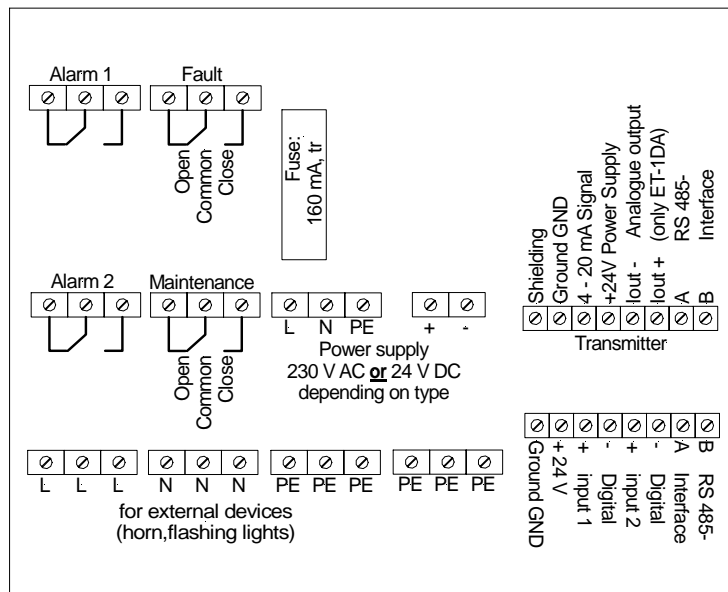 Alarm 1
Fault
Open
Common
Close
Fuse:
160 mA, tr
Alarm 2
Maintenance
Open
Common
Close
L N PE
+ -
Power supply
230 V AC or 24 V DC
depending on type
Shielding
Ground GND
4 - 20 mA Signal
+24V Power Supply
Iout - Analogue output
Iout + (only ET-1DA)
A RS 485-
B Interface
Transmitter
L L L
N N N
PE PE PE
PE PE PE
for external devices
(horn,flashing lights)
Ground GND
+ 24 V
+ input 1
- Digital
+ input 2
- Digital
A Interface
B RS 485-